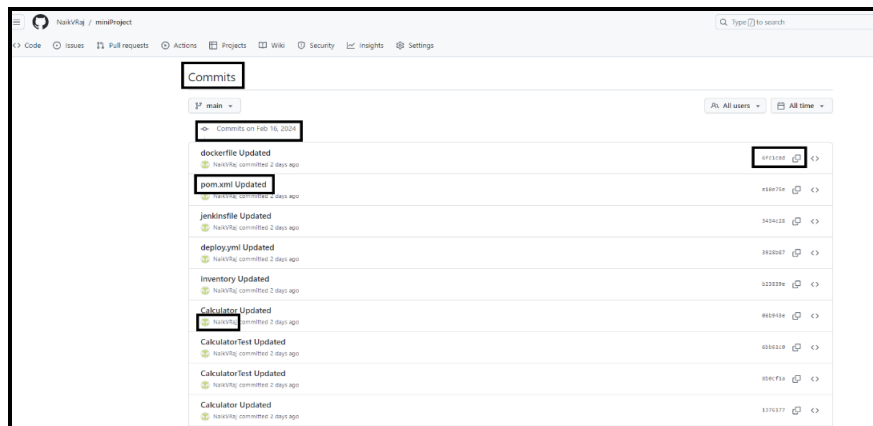 NaikVRaj / miniProject
Type / to search
Code Issues Pull requests Actions Projects Wiki Security Insights Settings
Commits
main
All users All time
Commits on Feb 16, 2024
dockerfile Updated
NaikVRaj committed 2 days ago
pom.xml Updated
NaikVRaj committed 2 days ago
jenkinsfile Updated
NaikVRaj committed 2 days ago
deploy.yml Updated
NaikVRaj committed 2 days ago
Inventory Updated
NaikVRaj committed 2 days ago
Calculator Updated
NaikVRaj committed 2 days ago
CalculatorTest Updated
NaikVRaj committed 2 days ago
CalculatorTest Updated
NaikVRaj committed 2 days ago
Calculator Updated
NaikVRaj committed 2 days ago